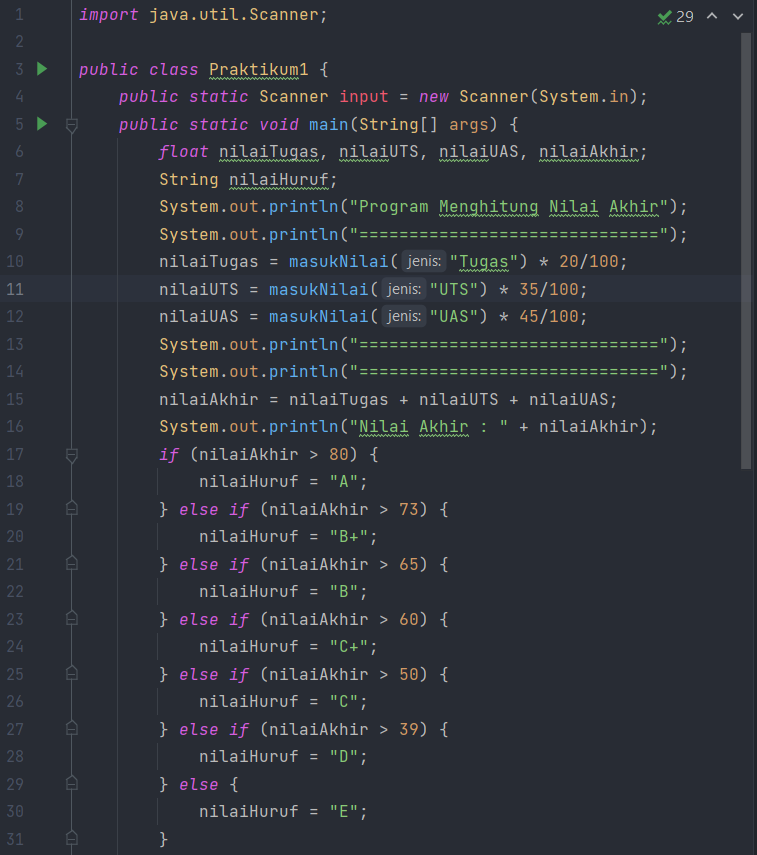 29
1 import java.util.Scanner;
2
3 public class Praktikum1 {
4 public static Scanner input = new Scanner(System.in);
5 public static void main(String[] args) {
6 float nilaiTugas, nilaiUTS, nilaiUAS, nilaiAkhir;
7 String nilaiHuruf;
8 System.out.println("Program Menghitung Nilai Akhir");
9 System.out.println("==============================");
10 nilaiTugas = masukNilai( jenis: "Tugas") * 20/100;
11 nilaiUTS = masukNilai( jenis: "UTS") * 35/100;
12 nilaiUAS = masukNilai( jenis: "UAS") * 45/100;
13 System.out.println("==============================");
14 System.out.println("==============================");
15 nilaiAkhir = nilaiTugas + nilaiUTS + nilaiUAS;
16 System.out.println("Nilai Akhir : " + nilaiAkhir);
17 if (nilaiAkhir > 80) {
18 nilaiHuruf = "A";
19 } else if (nilaiAkhir > 73) {
20 nilaiHuruf = "B+";
21 } else if (nilaiAkhir > 65) {
22 nilaiHuruf = "B";
23 } else if (nilaiAkhir > 60) {
24 nilaiHuruf = "C+";
25 } else if (nilaiAkhir > 50) {
26 nilaiHuruf = "C";
27 } else if (nilaiAkhir > 39) {
28 nilaiHuruf = "D";
29 } else {
30 nilaiHuruf = "E";
31 }